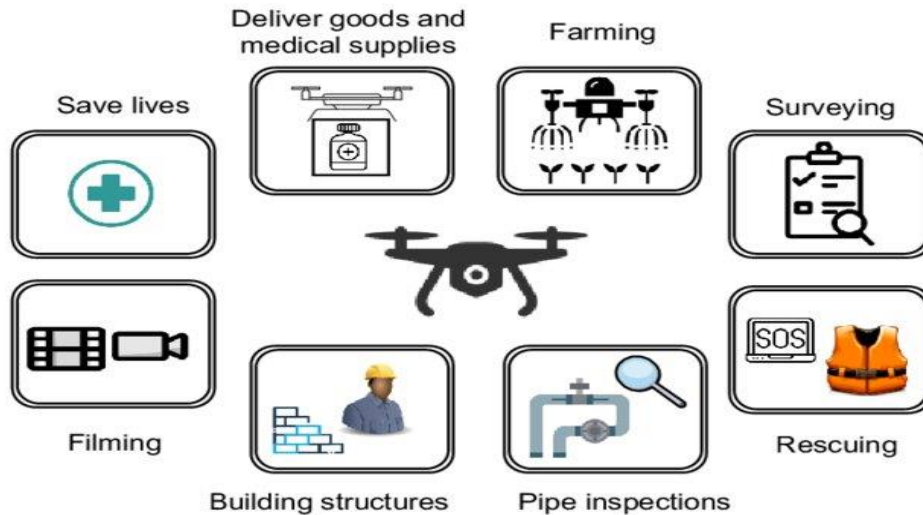 Deliver goods and
medical supplies
Farming
Save lives
Surveying
SOS
Filming
Rescuing
Building structures
Pipe inspections